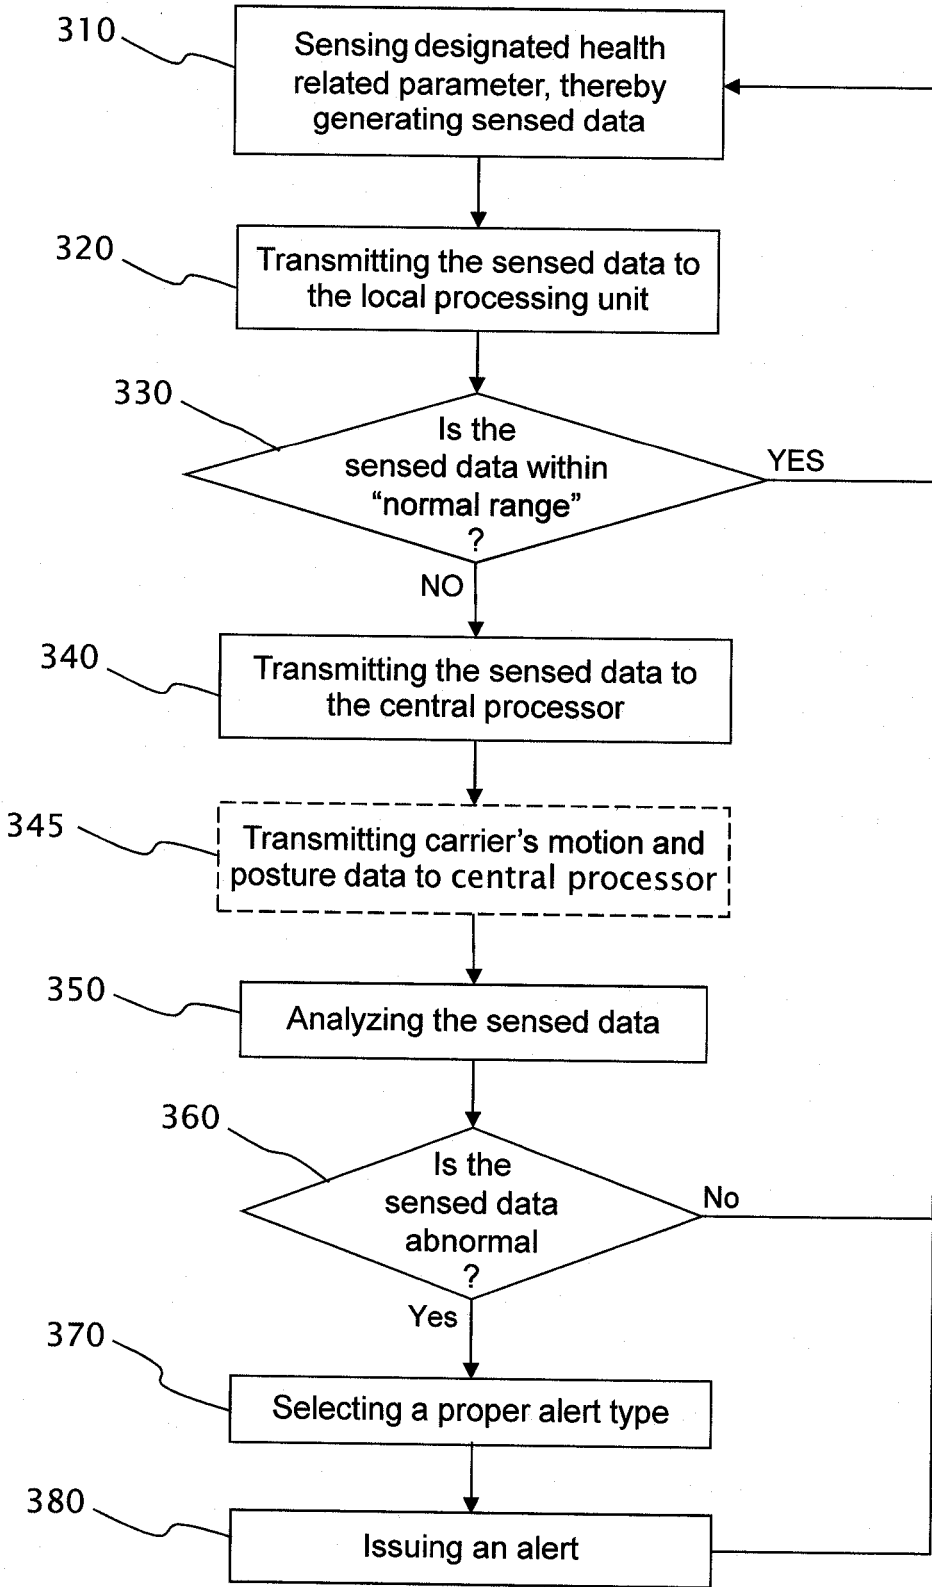 310
Sensing designated health
related parameter, thereby
generating sensed data
320
Transmitting the sensed data to
the local processing unit
330
Is the
sensed data within
“normal range”
?
YES
NO
340
Transmitting the sensed data to
the central processor
345
Transmitting carrier's motion and
posture data to central processor
350
Analyzing the sensed data
360
Is the
sensed data
abnormal
?
No
Yes
370
Selecting a proper alert type
380
Issuing an alert